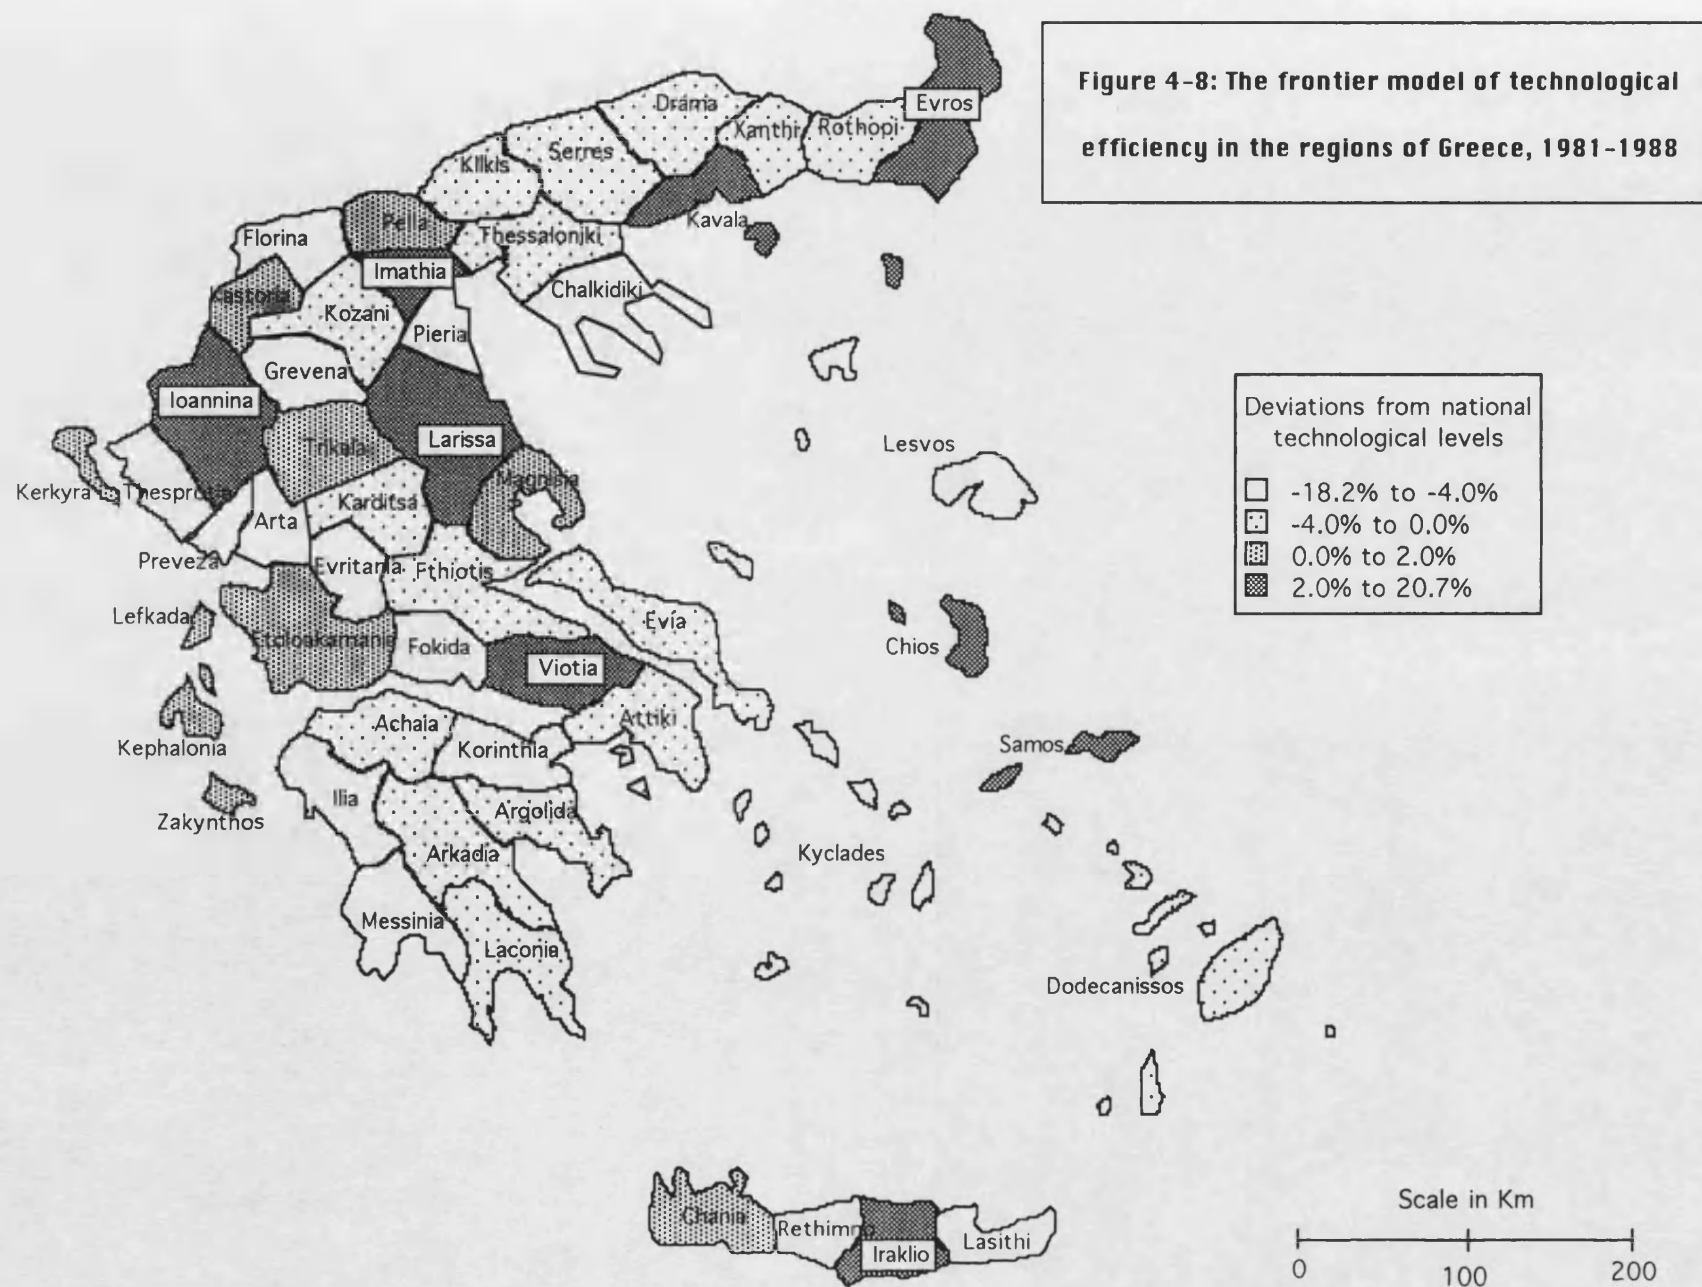 Figure 4-8: The frontier model of technological
efficiency in the regions of Greece, 1981-1988
Evros
Drama
Xanthi
Rothopi
Serres
Kilkis
Kavala
Pella
Thessaloniki
Florina
Imathia
Chalkidiki
Kastoria
Kozani
Pieria
Grevena
Ioannina
Larissa
Trikala
Magnisia
Kerkyra
Thesprotia
Karditsa
Arta
Preveza
Evritania
Fthiotis
Lesvos
Deviations from national
technological levels
-18.2% to -4.0%
-4.0% to 0.0%
0.0% to 2.0%
2.0% to 20.7%
Lefkada
Etoloakarnania
Fokida
Evia
Viotia
Chios
Attiki
Achaia
Korinthia
Kephalonia
Samos
Ilia
Argolida
Zakynthos
Arkadia
Kyclades
Messinia
Laconia
Dodecanissos
Chania
Rethimno
Iraklio
Lasithi
Scale in Km
0 100 200